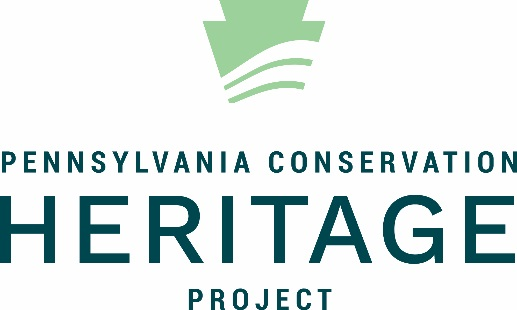 PENNSYLVANIA CONSERVATION
HERITAGE
PROJECT